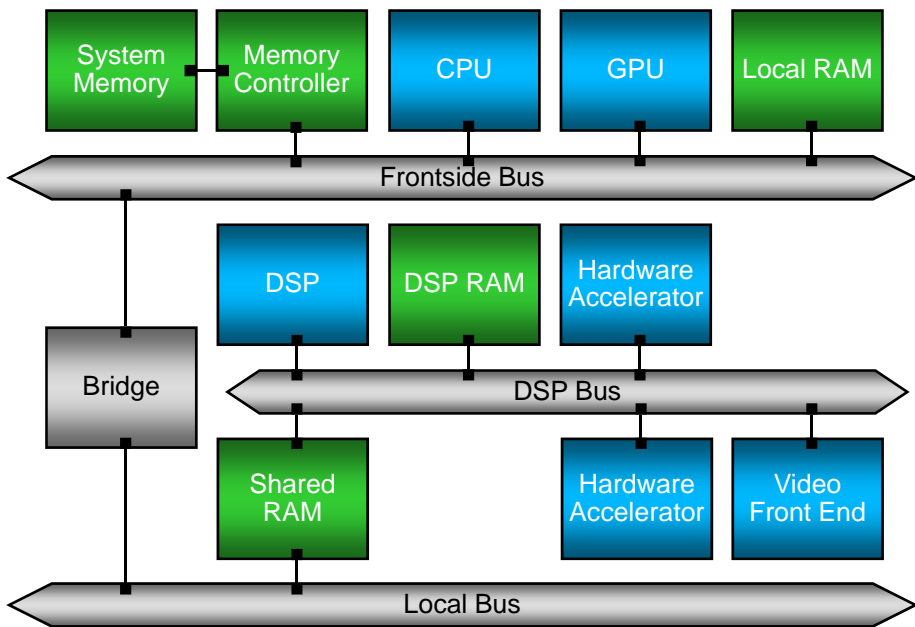 System
Memory
Memory
Controller
CPU
GPU
Local RAM
Frontside Bus
DSP
DSP RAM
Hardware
Accelerator
Bridge
DSP Bus
Shared
RAM
Hardware
Accelerator
Video
Front End
Local Bus